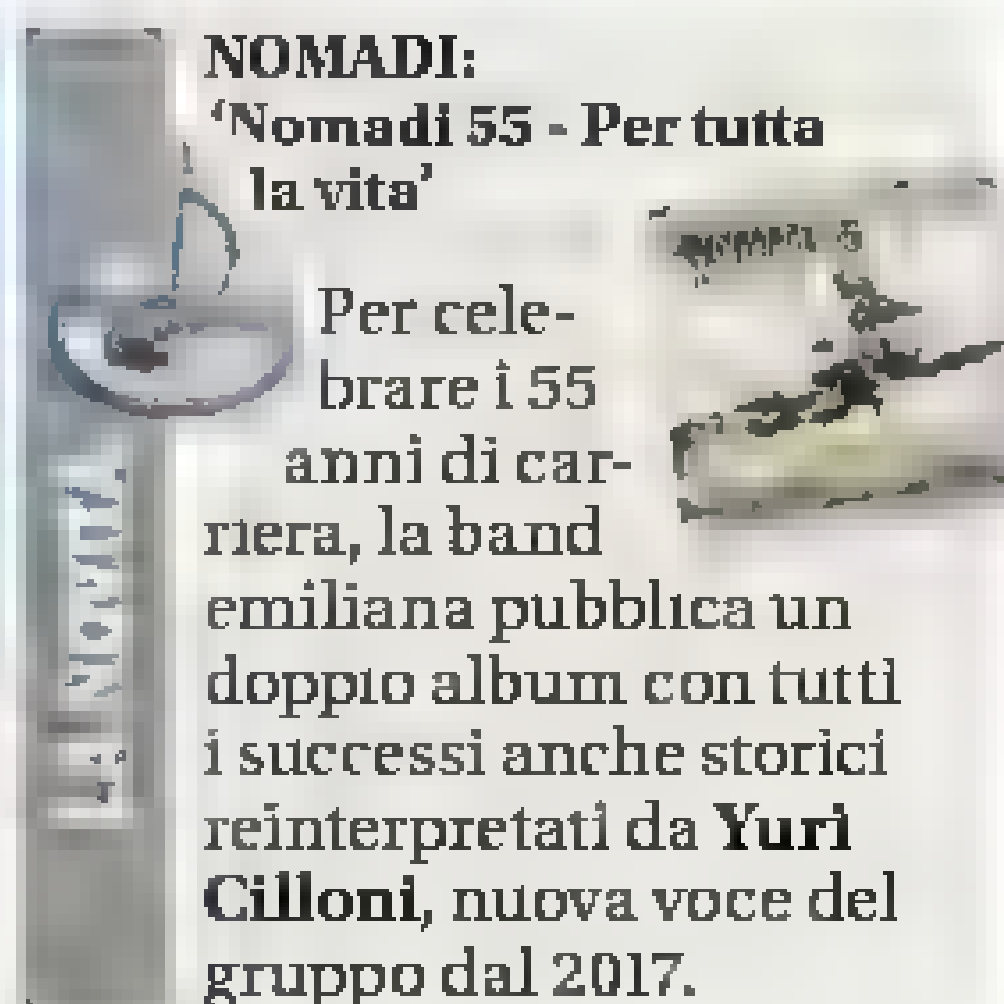 NOMADI:
‘Nomadi 55 - Per tutta
la vita’
Per cele-
brare i 55
anni di car-
riera, la band
emiliana pubblica un
doppio album con tutti
i successi anche storici
reinterpretati da Yuri
Cilloni, nuova voce del
gruppo dal 2017.